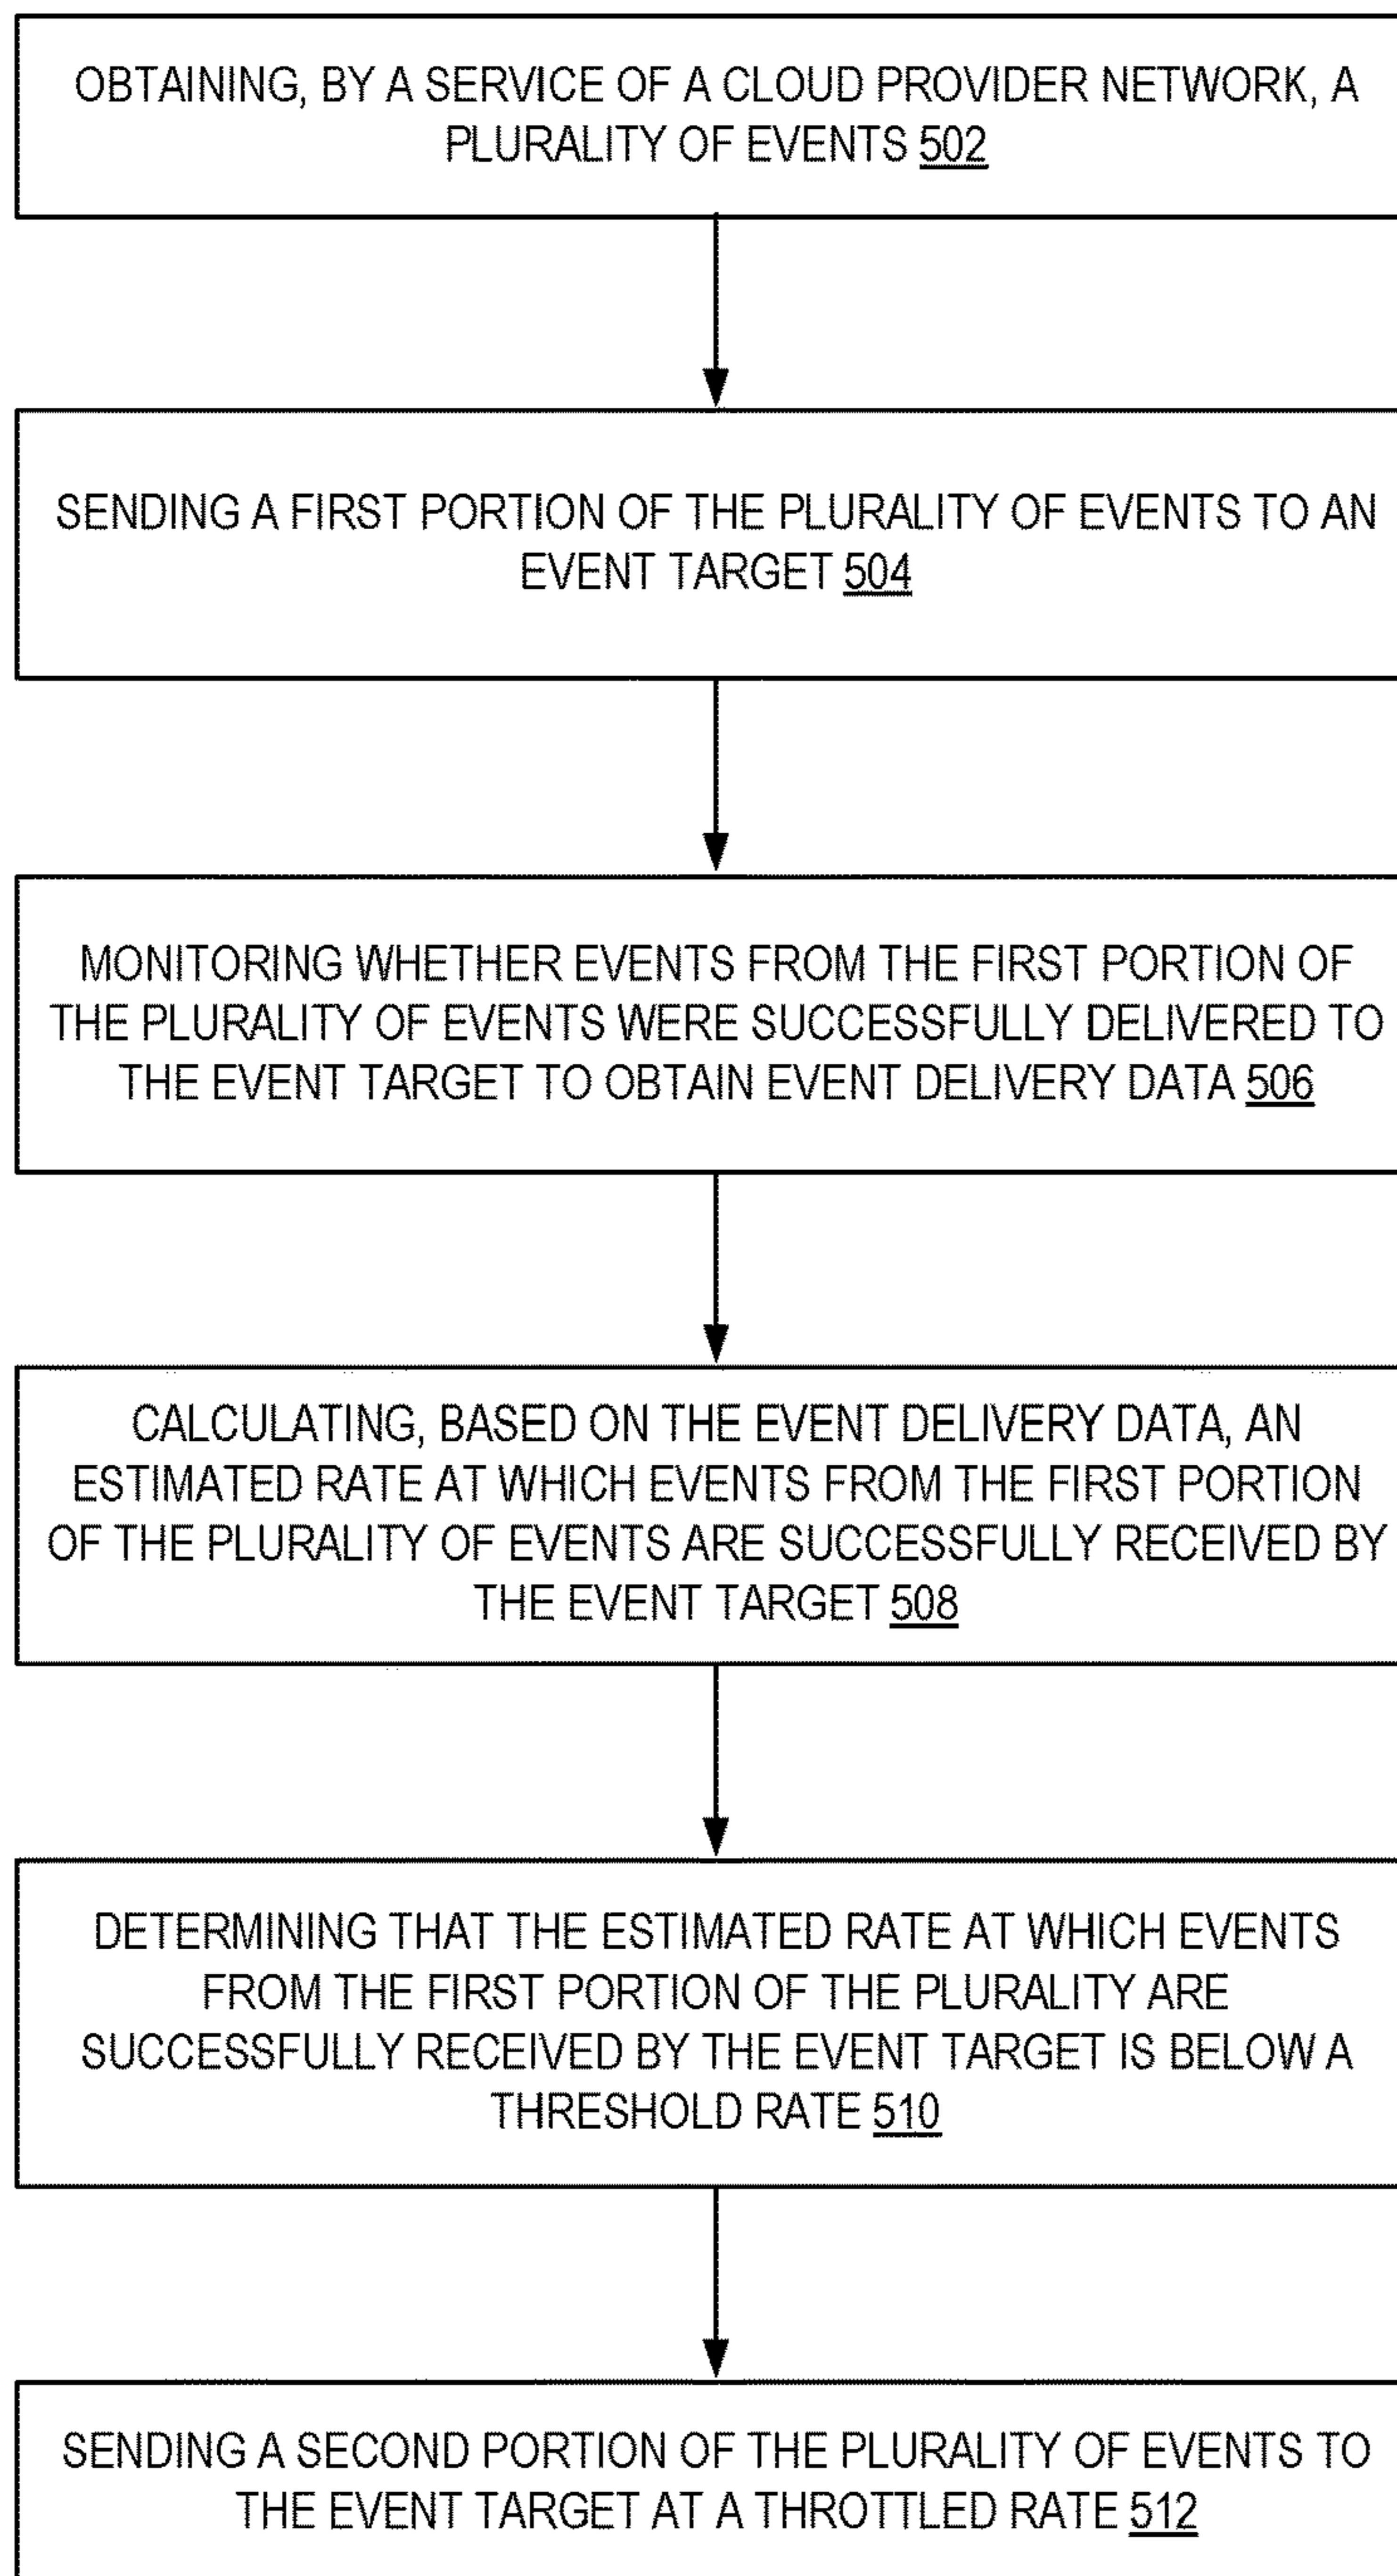 OBTAINING, BY A SERVICE OF A CLOUD PROVIDER NETWORK, A
PLURALITY OF EVENTS 502
SENDING A FIRST PORTION OF THE PLURALITY OF EVENTS TO AN
EVENT TARGET 504
MONITORING WHETHER EVENTS FROM THE FIRST PORTION OF
THE PLURALITY OF EVENTS WERE SUCCESSFULLY DELIVERED TO
THE EVENT TARGET TO OBTAIN EVENT DELIVERY DATA 506
CALCULATING, BASED ON THE EVENT DELIVERY DATA, AN
ESTIMATED RATE AT WHICH EVENTS FROM THE FIRST PORTION
OF THE PLURALITY OF EVENTS ARE SUCCESSFULLY RECEIVED BY
THE EVENT TARGET 508
DETERMINING THAT THE ESTIMATED RATE AT WHICH EVENTS
FROM THE FIRST PORTION OF THE PLURALITY ARE
SUCCESSFULLY RECEIVED BY THE EVENT TARGET IS BELOW A
THRESHOLD RATE 510
SENDING A SECOND PORTION OF THE PLURALITY OF EVENTS TO
THE EVENT TARGET AT A THROTTLED RATE 512